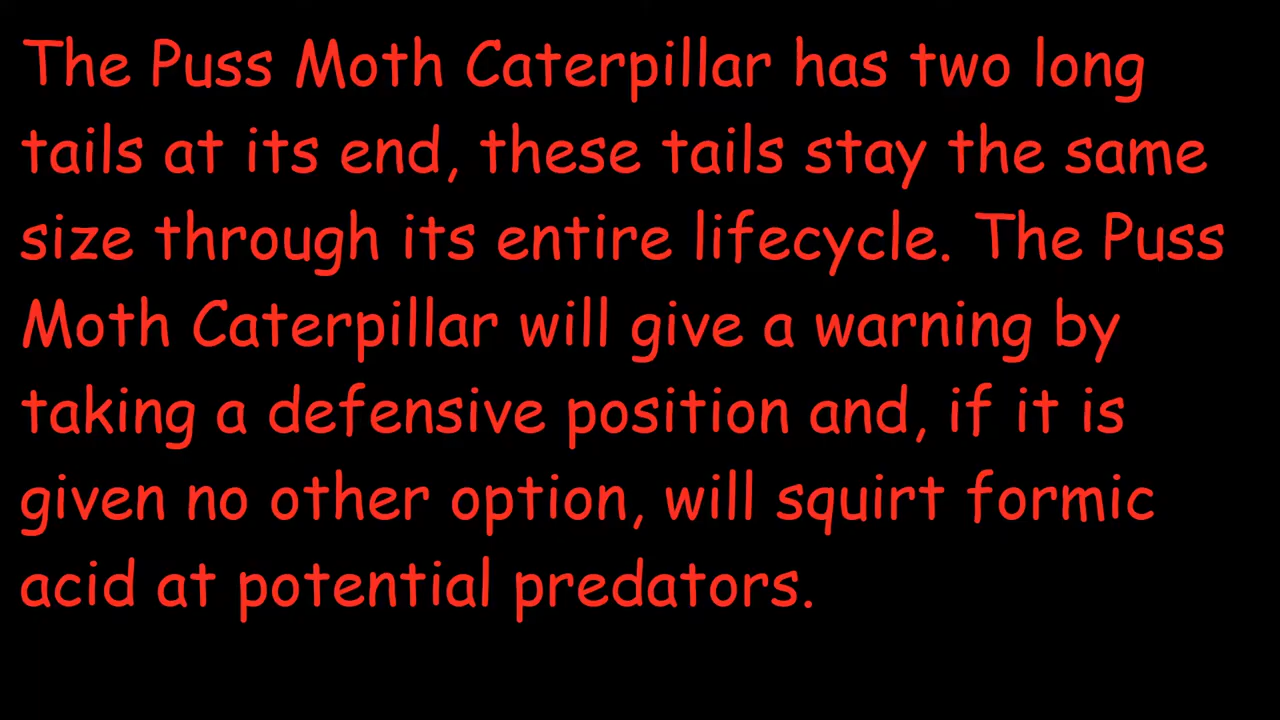 The Puss Moth Caterpillar has two long
tails at its end, these tails stay the same
size through its entire lifecycle. The Puss
Moth Caterpillar will give a warning by
taking a defensive position and, if it is
given no other option, will squirt formic
acid at potential predators.